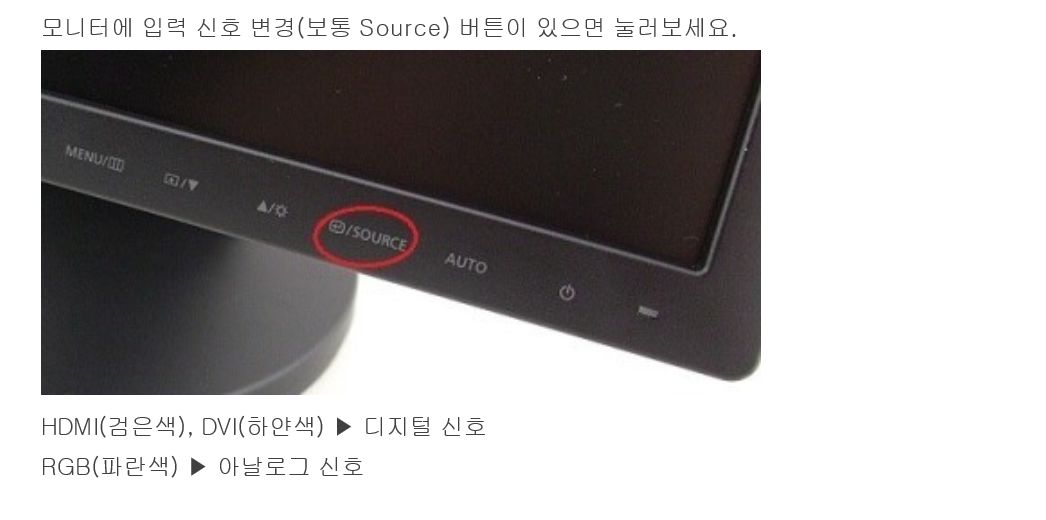 모니터에 입력 신호 변경(보통 Source) 버튼이 있으면 눌러보세요.
MENU/
/▼
▲/
/SOURCE
AUTO
HDMI(검은색), DVI(하얀색) ▶ 디지털 신호
RGB(파란색) ▶ 아날로그 신호